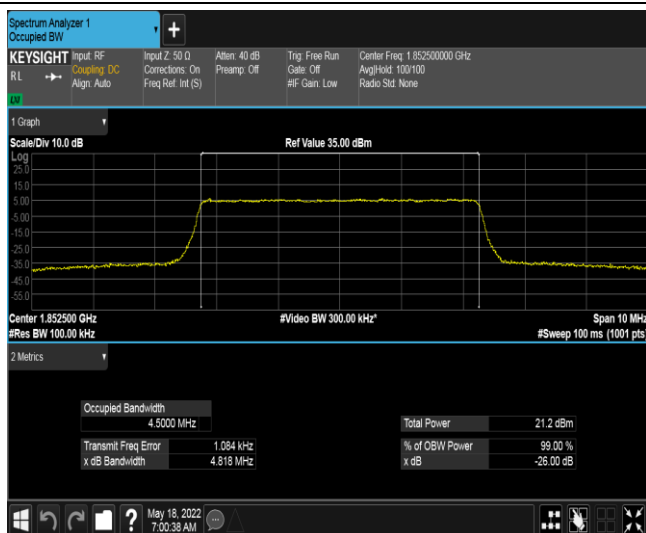 Spectrum Analyzer 1
Occupied BW
+
KEYSIGHT
RL
LXI
Input: RF
Coupling: DC
Align: Auto
Input Z: 50 Ω
Corrections: On
Freq Ref: Int (S)
Atten: 40 dB
Preamp: Off
Trig: Free Run
Gate: Off
#IF Gain: Low
Center Freq: 1.852500000 GHz
Avg|Hold: 100/100
Radio Std: None
1 Graph
Scale/Div 10.0 dB
Ref Value 35.00 dBm
Log
25.0
15.0
5.00
-5.00
-15.0
-25.0
-35.0
-45.0
-55.0
Center 1.852500 GHz
#Video BW 300.00 kHz*
Span 10 MHz
#Res BW 100.00 kHz
#Sweep 100 ms (1001 pts)
2 Metrics
Occupied Bandwidth
4.5000 MHz
Total Power 21.2 dBm
Transmit Freq Error 1.084 kHz
% of OBW Power 99.00 %
x dB Bandwidth 4.818 MHz
x dB -26.00 dB
?
May 18, 2022
7:00:38 AM